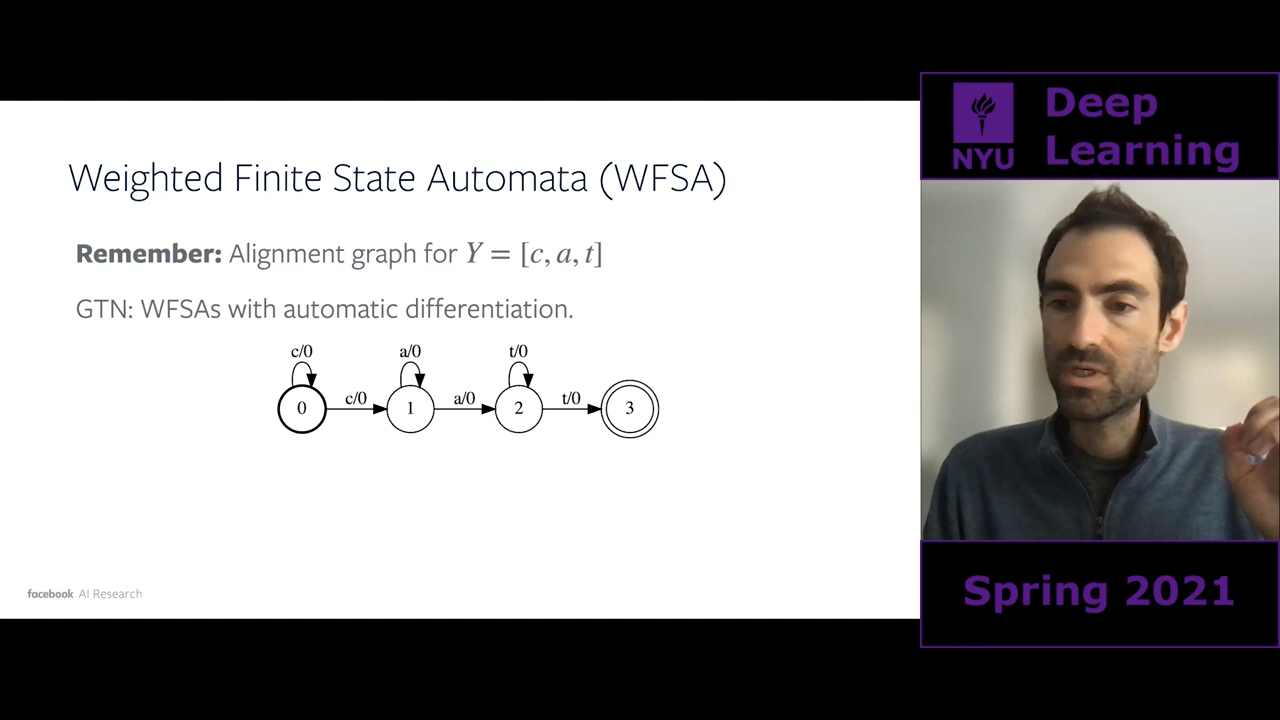 Weighted Finite State Automata (WFSA)
Remember: Alignment graph for Y = [c, a, t]
GTN: WFSAs with automatic differentiation.
c/0 a/0 t/0
0 c/0 1 a/0 2 t/0 3
facebook AI Research
NYU
Deep
Learning
Spring 2021